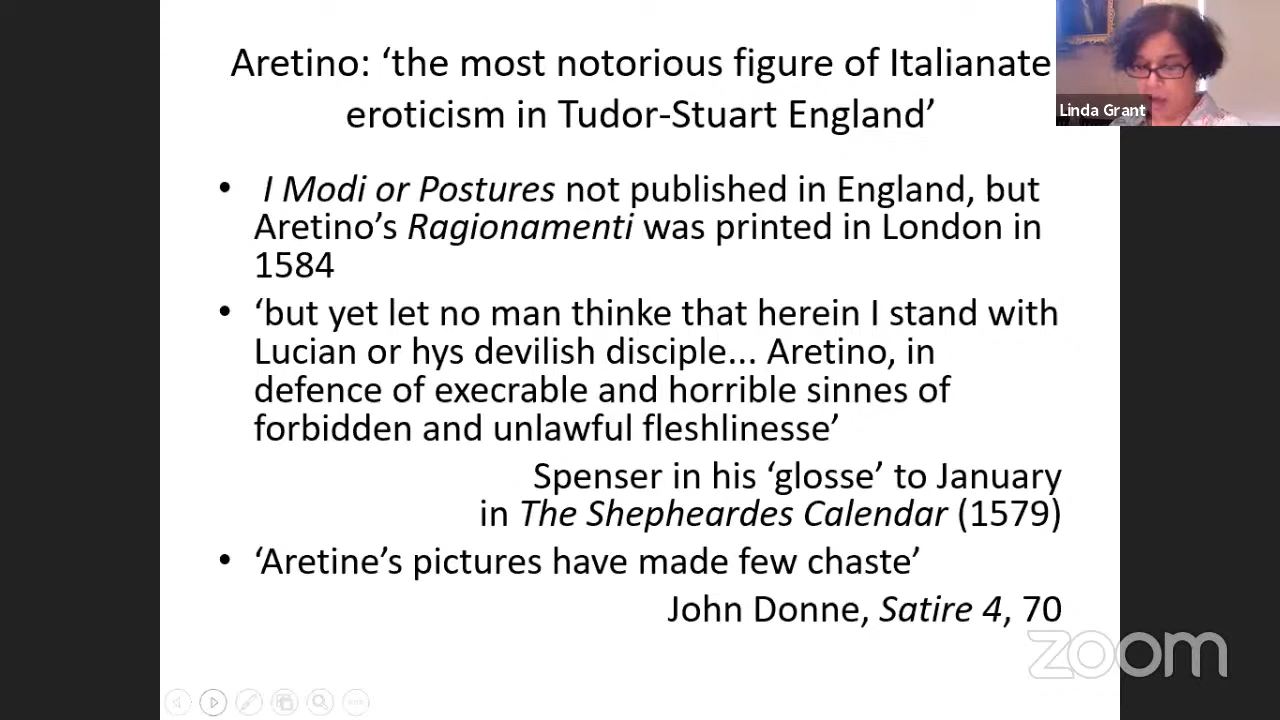 Aretino: ‘the most notorious figure of Italianate
eroticism in Tudor-Stuart England’
Linda Grant
• I Modi or Postures not published in England, but
Aretino’s Ragionamenti was printed in London in
1584
• ‘but yet let no man thinke that herein I stand with
Lucian or hys devilish disciple... Aretino, in
defence of execrable and horrible sinnes of
forbidden and unlawful fleshlinesse’
Spenser in his ‘glosse’ to January
in The Shepheardes Calendar (1579)
• ‘Aretine’s pictures have made few chaste’
John Donne, Satire 4, 70
zoom